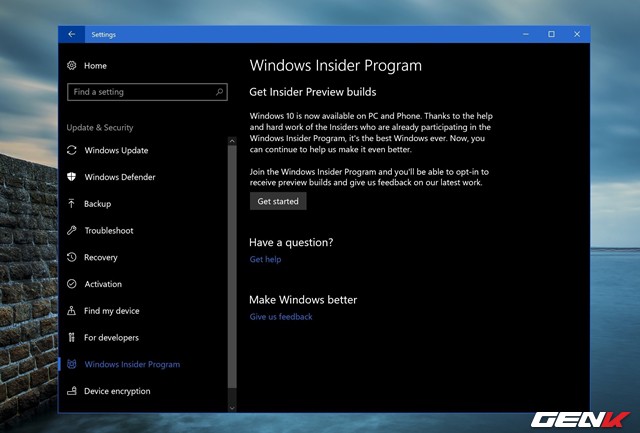 Settings
Home
Find a setting
Update & Security
Windows Update
Windows Defender
Backup
Troubleshoot
Recovery
Activation
Find my device
For developers
Windows Insider Program
Device encryption
Windows Insider Program
Get Insider Preview builds
Windows 10 is now available on PC and Phone. Thanks to the help
and hard work of the Insiders who are already participating in the
Windows Insider Program, it's the best Windows ever. Now, you
can continue to help us make it even better.
Join the Windows Insider Program and you'll be able to opt-in to
receive preview builds and give us feedback on our latest work.
Get started
Have a question?
Get help
Make Windows better
Give us feedback
GENK